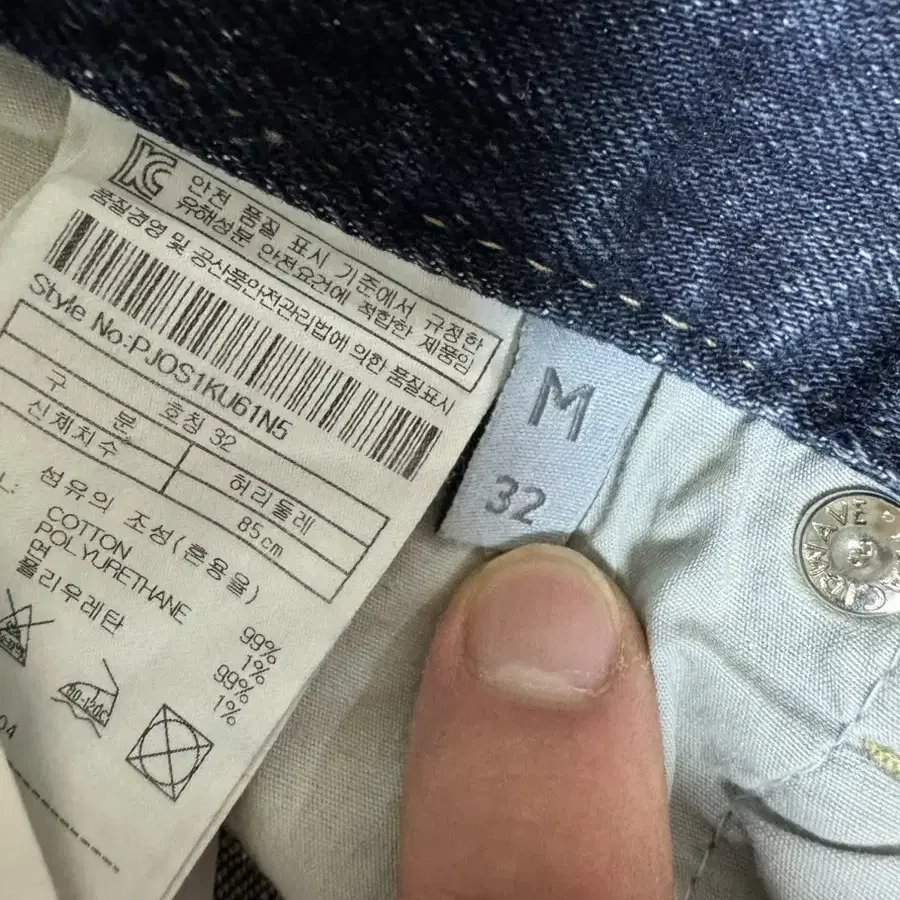 KC
안전 품질 표시 기준에서 규정한
유해성분 안전요건에 적합한 제품임
품질경영 및 공산품안전관리법에 의한 품질표시
Style No:PJOS1KU61N5
구 분 호칭 32
신체치수 허리둘레
85cm
섬유의 조성(혼용율)
COTTON 99%
POLYURETHANE 1%
면 99%
폴리우레탄 1%
110-120C
04
M
32